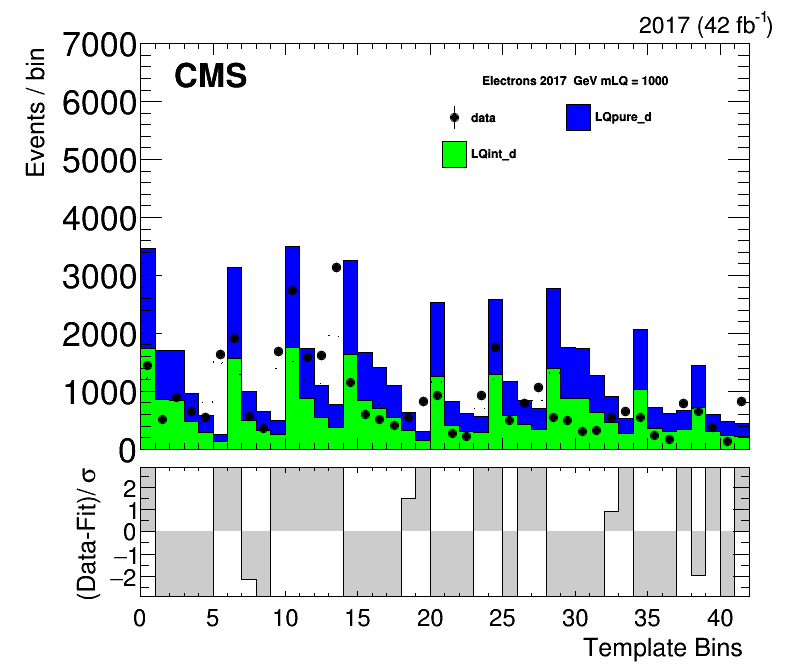 2017 (42 fb-1)
CMS
Electrons 2017 GeV mLQ = 1000
data
LQpure_d
LQint_d
Events / bin
7000
6000
5000
4000
3000
2000
1000
0
(Data-Fit)/ σ
2
1
0
−1
−2
0 5 10 15 20 25 30 35 40
Template Bins